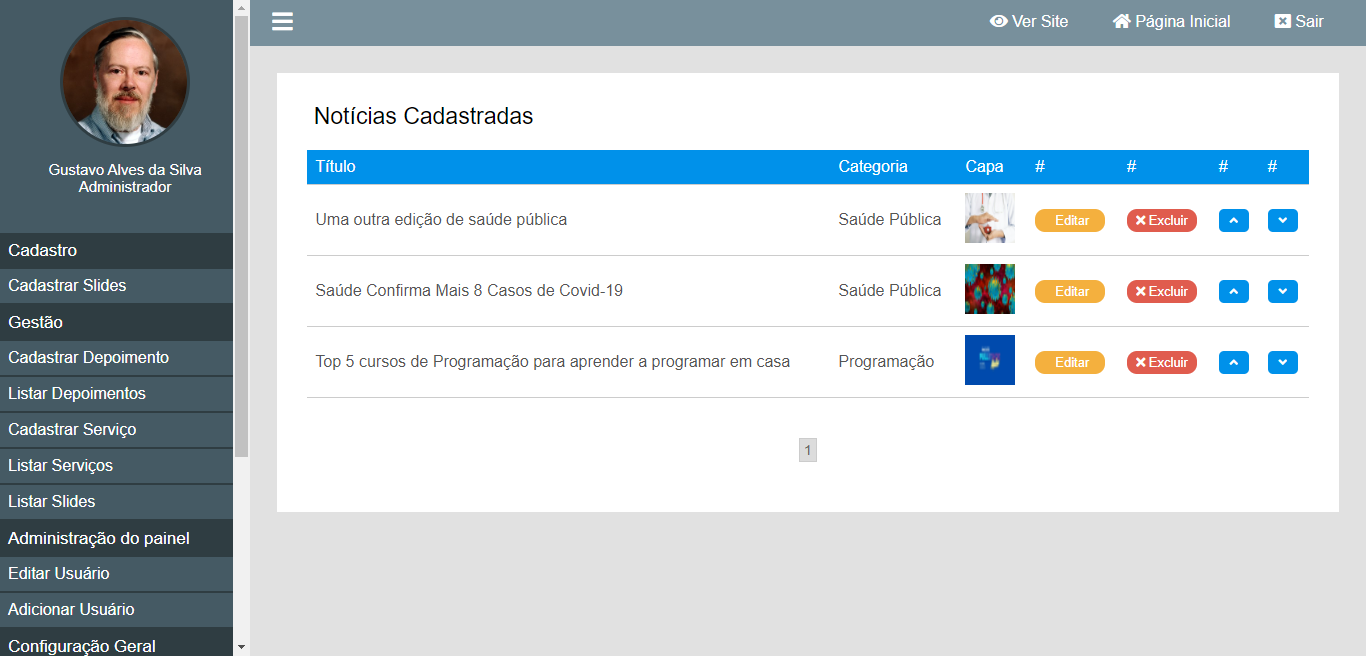 Ver Site Página Inicial Sair
Gustavo Alves da Silva
Administrador
Cadastro
Cadastrar Slides
Gestão
Cadastrar Depoimento
Listar Depoimentos
Cadastrar Serviço
Listar Serviços
Listar Slides
Administração do painel
Editar Usuário
Adicionar Usuário
Configuração Geral
Notícias Cadastradas
Título Categoria Capa # # # #
Uma outra edição de saúde pública Saúde Pública Editar Excluir
Saúde Confirma Mais 8 Casos de Covid-19 Saúde Pública Editar Excluir
Top 5 cursos de Programação para aprender a programar em casa Programação Editar Excluir
1